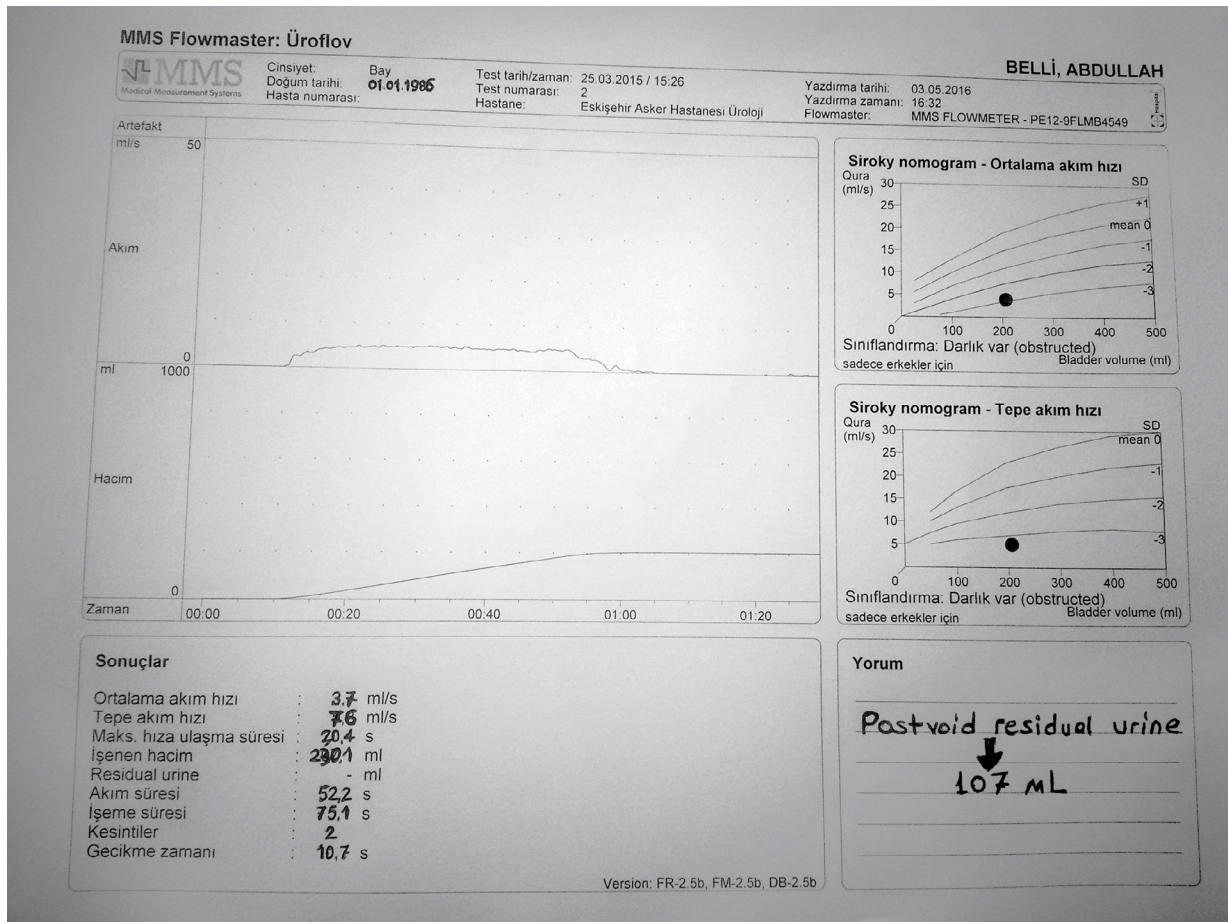 MMS Flowmaster: Üroflov
MMS
Medical Measurement Systems
Cinsiyet: Bay
Doğum tarihi: 01.01.1986
Hasta numarası:
Test tarih/zaman: 25.03.2015 / 15:26
Test numarası: 2
Hastane: Eskişehir Asker Hastanesi Üroloji
BELLİ, ABDULLAH
Yazdırma tarihi: 03.05.2016
Yazdırma zamanı: 16:32
Flowmaster: MMS FLOWMETER - PE12-9FLMB4549
Artefakt
ml/s 50
Akım
0
ml 1000
Hacim
0
Zaman 00:00 00:20 00:40 01:00 01:20
Siroky nomogram - Ortalama akım hızı
Qura
(ml/s)
30
25
20
15
10
5
SD
+1
mean 0
-1
-2
-3
0 100 200 300 400 500
Sınıflandırma: Darlık var (obstructed)
Bladder volume (ml)
sadece erkekler için
Siroky nomogram - Tepe akım hızı
Qura
(ml/s)
30
25
20
15
10
5
SD
mean 0
-1
-2
-3
0 100 200 300 400 500
Sınıflandırma: Darlık var (obstructed)
Bladder volume (ml)
sadece erkekler için
Sonuçlar
Ortalama akım hızı : 3.7 ml/s
Tepe akım hızı : 7.6 ml/s
Maks. hıza ulaşma süresi : 20,4 s
İşenen hacim : ml
Residual urine : - ml
Akım süresi : 52,2 s
İşeme süresi : 75,1 s
Kesintiler : 2
Gecikme zamanı : 10,7 s
Version: FR-2.5b, FM-2.5b, DB-2.5b
Yorum
Postvoid residual urine
107 mL